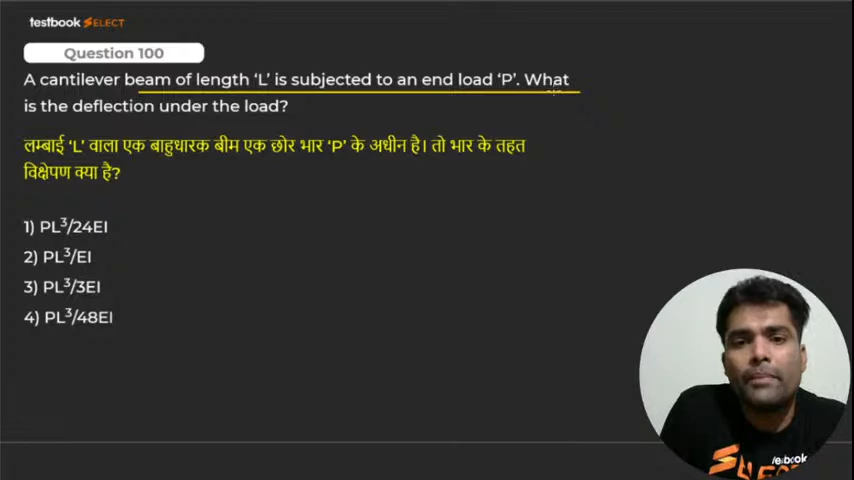 testbook SELECT
Question 100
A cantilever beam of length ‘L’ is subjected to an end load ‘P’. What
is the deflection under the load?
लम्बाई ‘L’ वाला एक बाहुधारक बीम एक छोर भार ‘P’ के अधीन है। तो भार के तहत
विक्षेपण क्या है?
1) PL³/24EI
2) PL³/EI
3) PL³/3EI
4) PL³/48EI
testbook